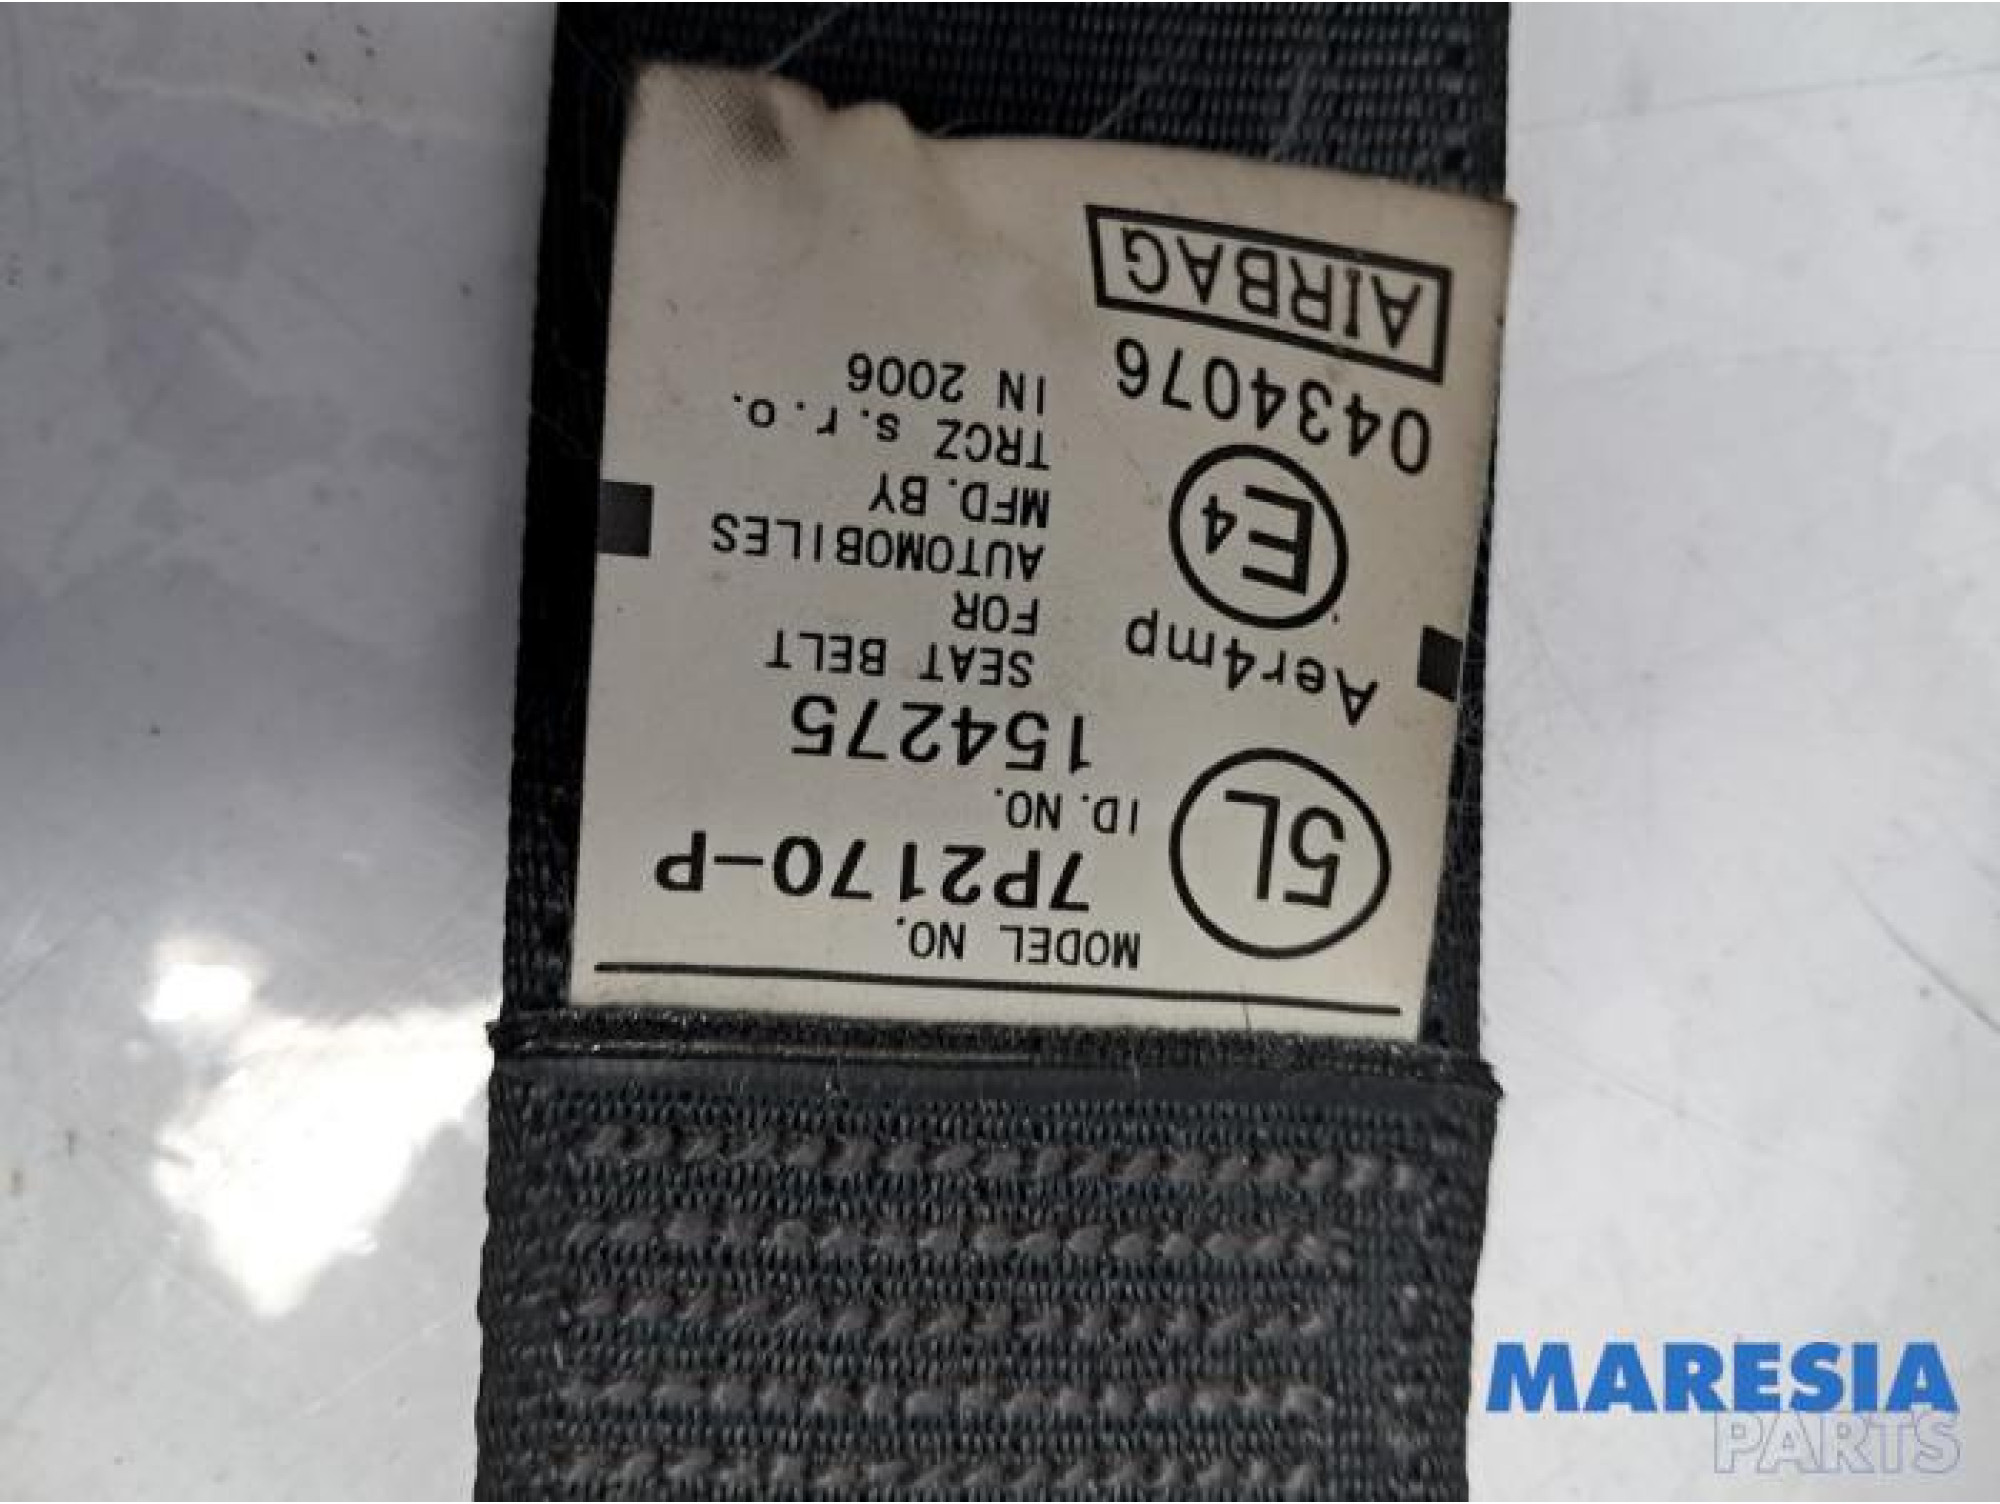 MODEL NO.
7P2170-P
ID. NO.
154275
5L
SEAT BELT
FOR
AUTOMOBILES
MFD. BY
TRCZ s.r.o.
IN 2006
Aer4mp
E4
0434076
AIRBAG
MARESIA
PARTS